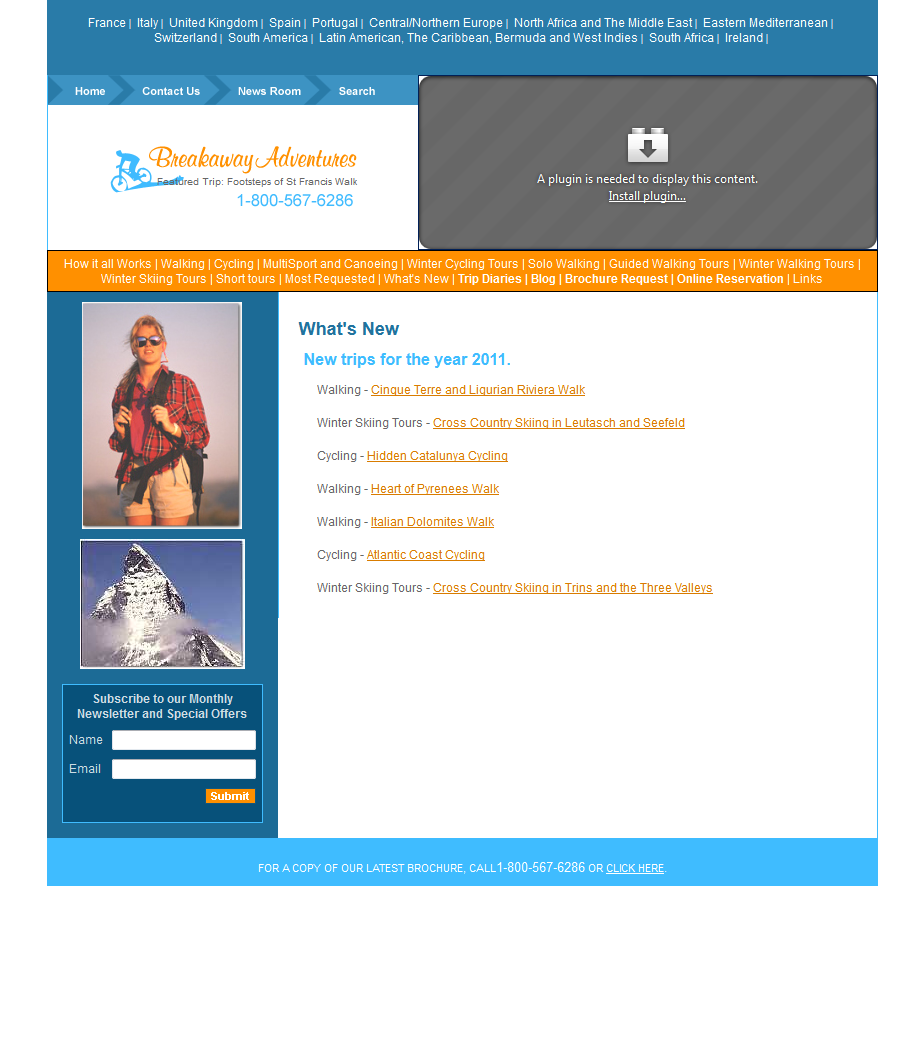 France | Italy | United Kingdom | Spain | Portugal | Central/Northern Europe | North Africa and The Middle East | Eastern Mediterranean |
Switzerland | South America | Latin American, The Caribbean, Bermuda and West Indies | South Africa | Ireland |
Home Contact Us News Room Search
A plugin is needed to display this content.
Install plugin...
Breakaway Adventures
Featured Trip: Footsteps of St Francis Walk
1-800-567-6286
How it all Works | Walking | Cycling | MultiSport and Canoeing | Winter Cycling Tours | Solo Walking | Guided Walking Tours | Winter Walking Tours |
Winter Skiing Tours | Short tours | Most Requested | What's New | Trip Diaries | Blog | Brochure Request | Online Reservation | Links
What's New
New trips for the year 2011.
Walking - Cinque Terre and Ligurian Riviera Walk
Winter Skiing Tours - Cross Country Skiing in Leutasch and Seefeld
Cycling - Hidden Catalunya Cycling
Walking - Heart of Pyrenees Walk
Walking - Italian Dolomites Walk
Cycling - Atlantic Coast Cycling
Winter Skiing Tours - Cross Country Skiing in Trins and the Three Valleys
Subscribe to our Monthly
Newsletter and Special Offers
Name
Email
Submit
FOR A COPY OF OUR LATEST BROCHURE, CALL 1-800-567-6286 OR CLICK HERE.